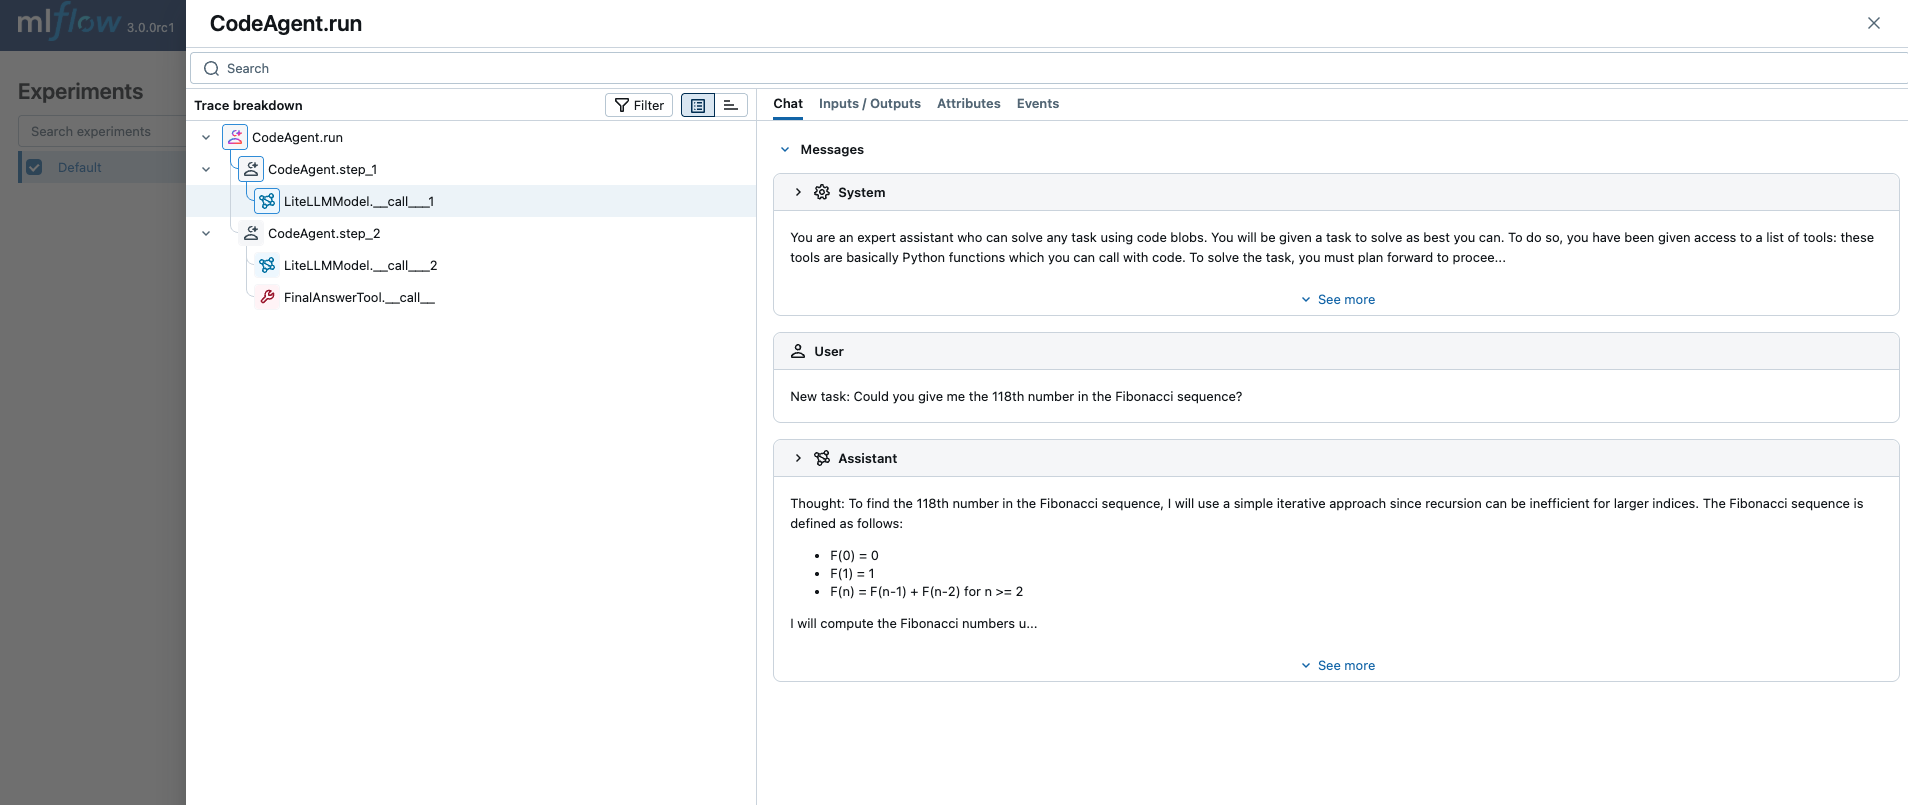 mlflow 3.0.0rc1
CodeAgent.run
Search
Experiments
Search experiments
Default
Trace breakdown
Filter
CodeAgent.run
CodeAgent.step_1
LiteLLMModel.__call___1
CodeAgent.step_2
LiteLLMModel.__call___2
FinalAnswerTool.__call__
Chat Inputs / Outputs Attributes Events
Messages
System
You are an expert assistant who can solve any task using code blobs. You will be given a task to solve as best you can. To do so, you have been given access to a list of tools: these
tools are basically Python functions which you can call with code. To solve the task, you must plan forward to procee...
See more
User
New task: Could you give me the 118th number in the Fibonacci sequence?
Assistant
Thought: To find the 118th number in the Fibonacci sequence, I will use a simple iterative approach since recursion can be inefficient for larger indices. The Fibonacci sequence is
defined as follows:
• F(0) = 0
• F(1) = 1
• F(n) = F(n-1) + F(n-2) for n >= 2
I will compute the Fibonacci numbers u...
See more